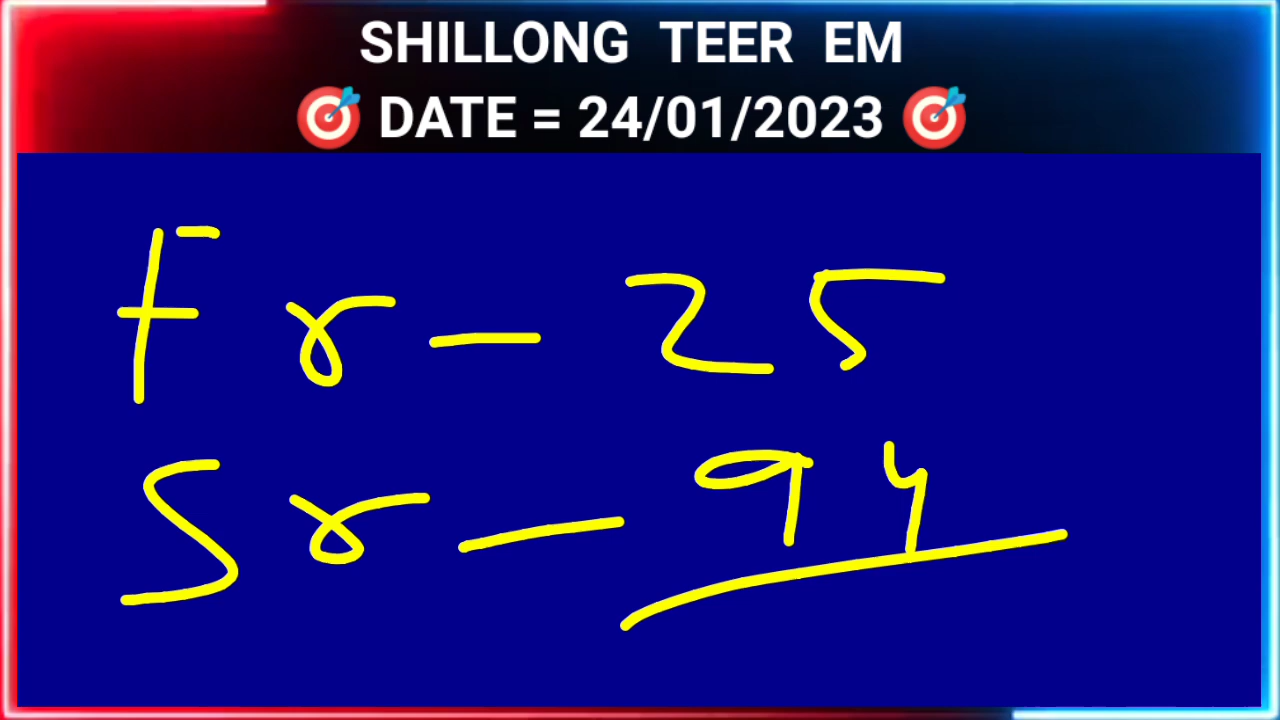 SHILLONG TEER EM
🎯 DATE = 24/01/2023 🎯
Fr - 25
Sr - 94